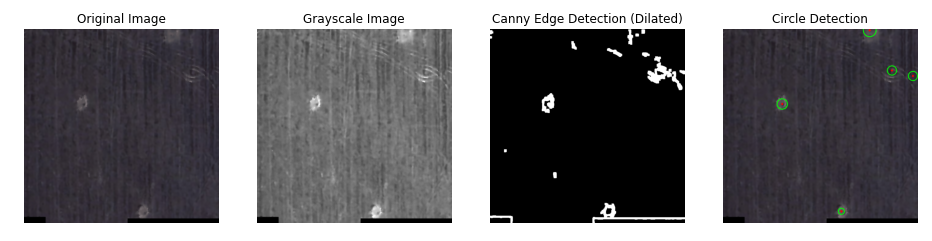 Original Image
Grayscale Image
Canny Edge Detection (Dilated)
Circle Detection